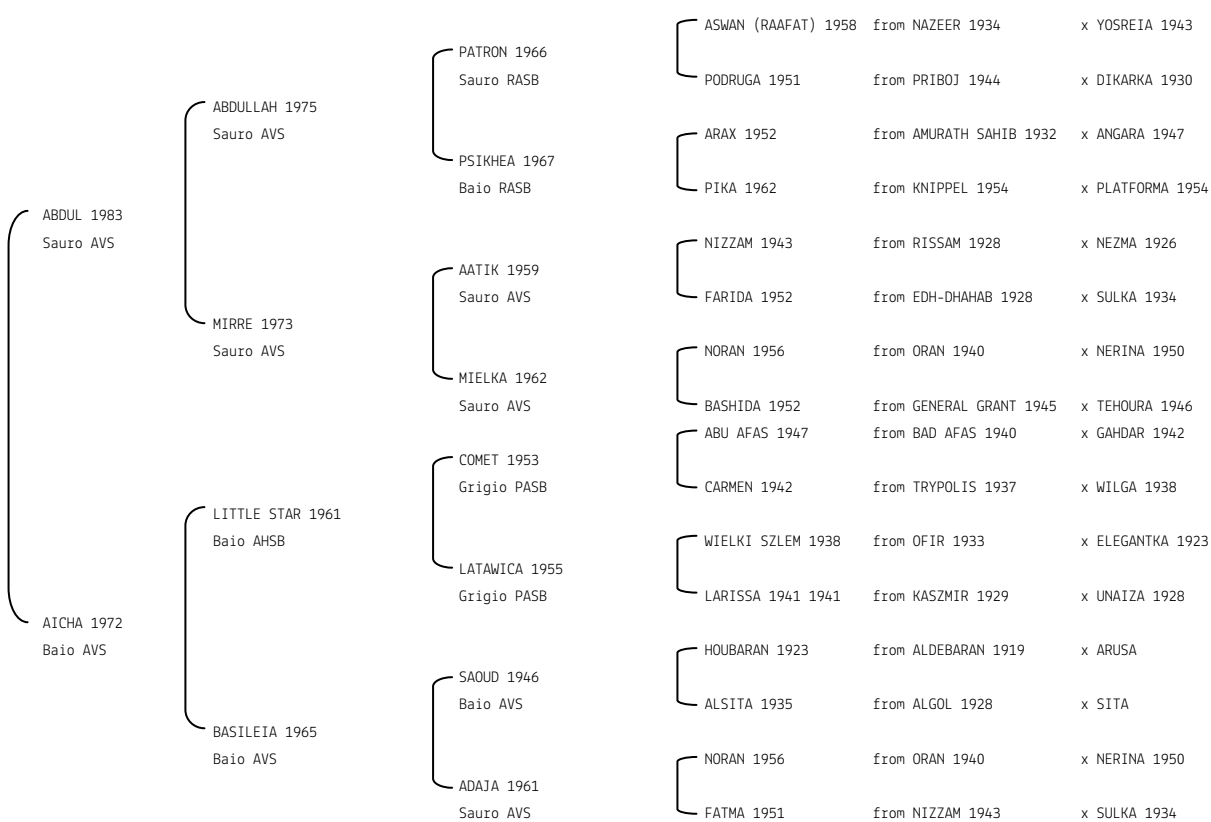 ASWAN (RAAFAT) 1958 from NAZEER 1934 x YOSREIA 1943
PATRON 1966
Sauro RASB
PODRUGA 1951 from PRIBOJ 1944 x DIKARKA 1930
ABDULLAH 1975
Sauro AVS
ARAX 1952 from AMURATH SAHIB 1932 x ANGARA 1947
PSIKHEA 1967
Baio RASB
PIKA 1962 from KNIPPEL 1954 x PLATFORMA 1954
ABDUL 1983
Sauro AVS
NIZZAM 1943 from RISSAM 1928 x NEZMA 1926
AATIK 1959
Sauro AVS
FARIDA 1952 from EDH-DHAHAB 1928 x SULKA 1934
MIRRE 1973
Sauro AVS
NORAN 1956 from ORAN 1940 x NERINA 1950
MIELKA 1962
Sauro AVS
BASHIDA 1952 from GENERAL GRANT 1945 x TEHOURA 1946
ABU AFAS 1947 from BAD AFAS 1940 x GAHDAR 1942
COMET 1953
Grigio PASB
CARMEN 1942 from TRYPOLIS 1937 x WILGA 1938
LITTLE STAR 1961
Baio AHSB
WIELKI SZLEM 1938 from OFIR 1933 x ELEGANTKA 1923
LATAWICA 1955
Grigio PASB
LARISSA 1941 1941 from KASZMIR 1929 x UNAIZA 1928
AICHA 1972
Baio AVS
HOUBARAN 1923 from ALDEBARAN 1919 x ARUSA
SAOUD 1946
Baio AVS
ALSITA 1935 from ALGOL 1928 x SITA
BASILEIA 1965
Baio AVS
NORAN 1956 from ORAN 1940 x NERINA 1950
ADAJA 1961
Sauro AVS
FATMA 1951 from NIZZAM 1943 x SULKA 1934